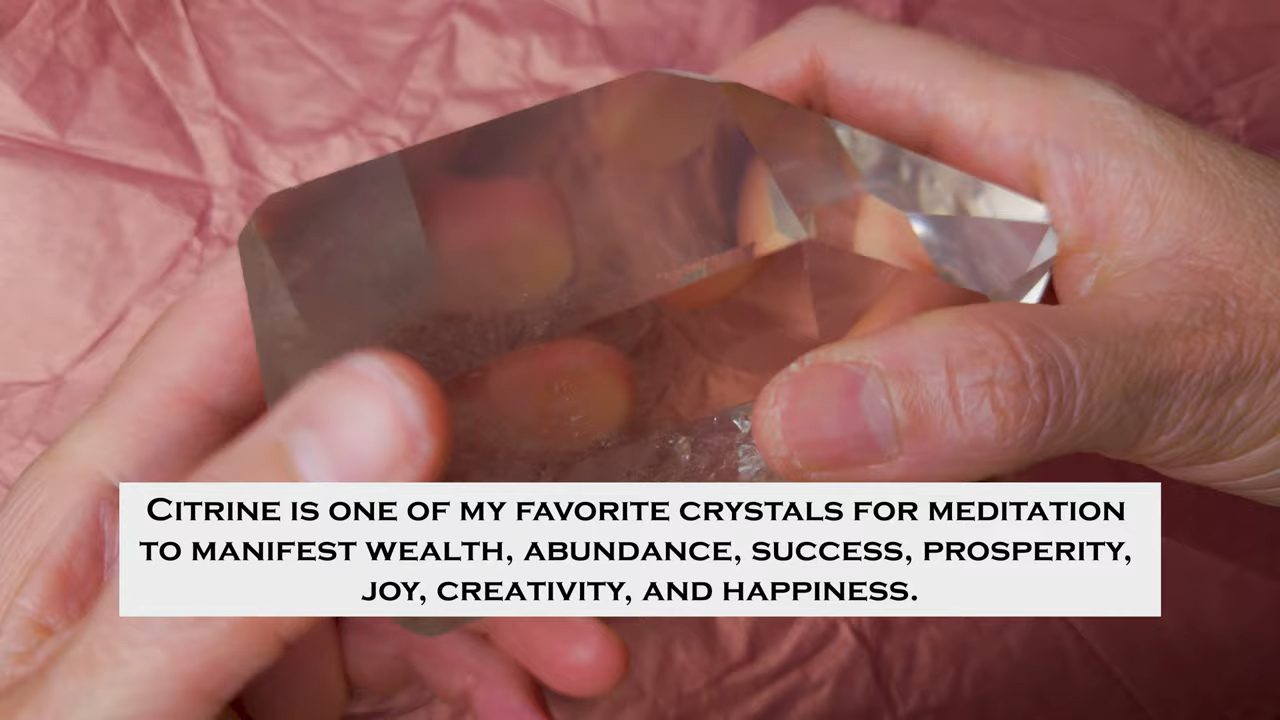 Citrine is one of my favorite crystals for meditation
to manifest wealth, abundance, success, prosperity,
joy, creativity, and happiness.